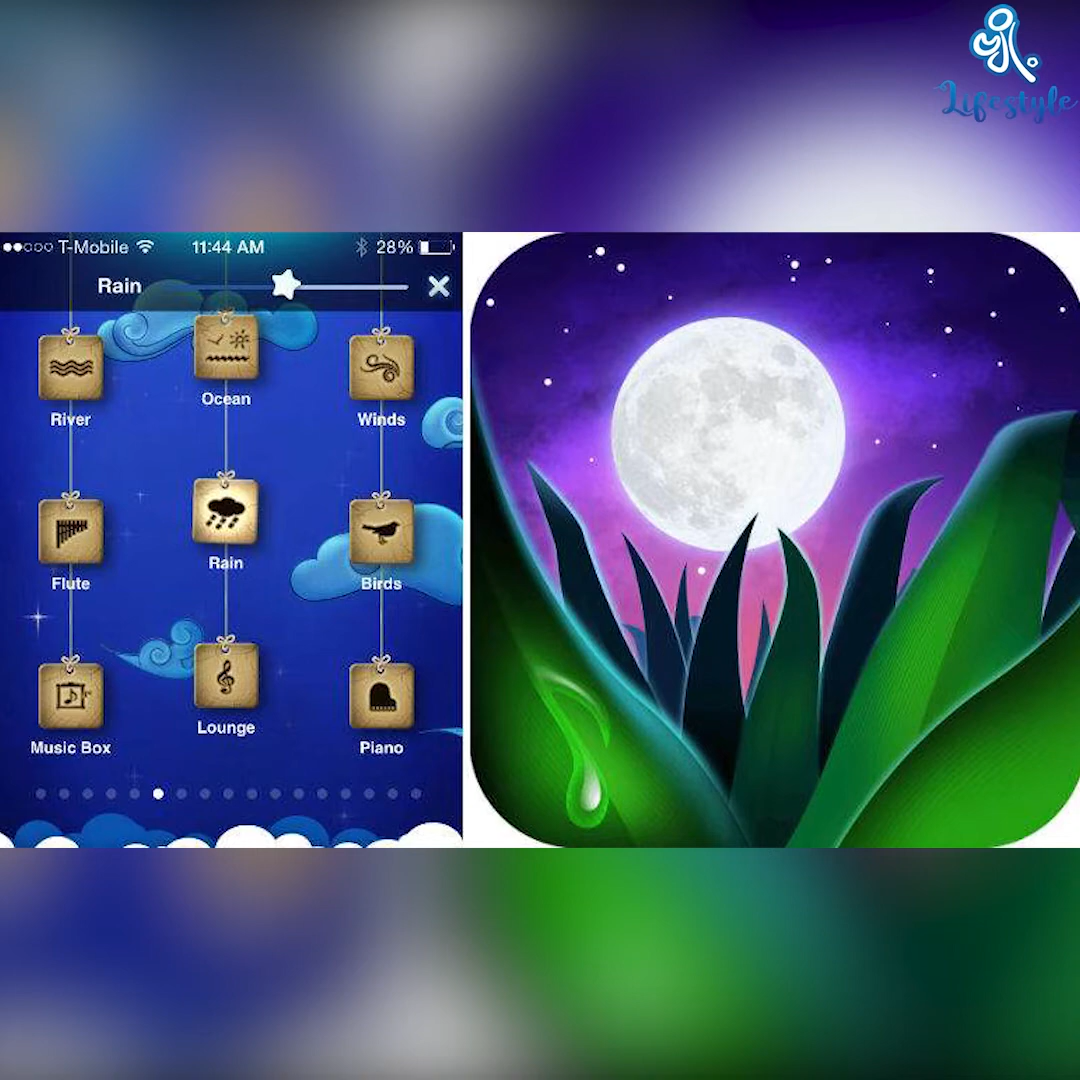 Lifestyle
T-Mobile 11:44 AM 28%
Rain
River Ocean Winds
Flute Rain Birds
Music Box Lounge Piano